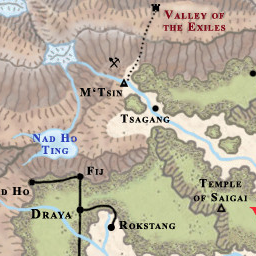 Valley of
the Exiles
M'Tsin
Tsagang
Nad Ho
Ting
Fij
d Ho
Temple
of Saigai
Draya
Rokstang